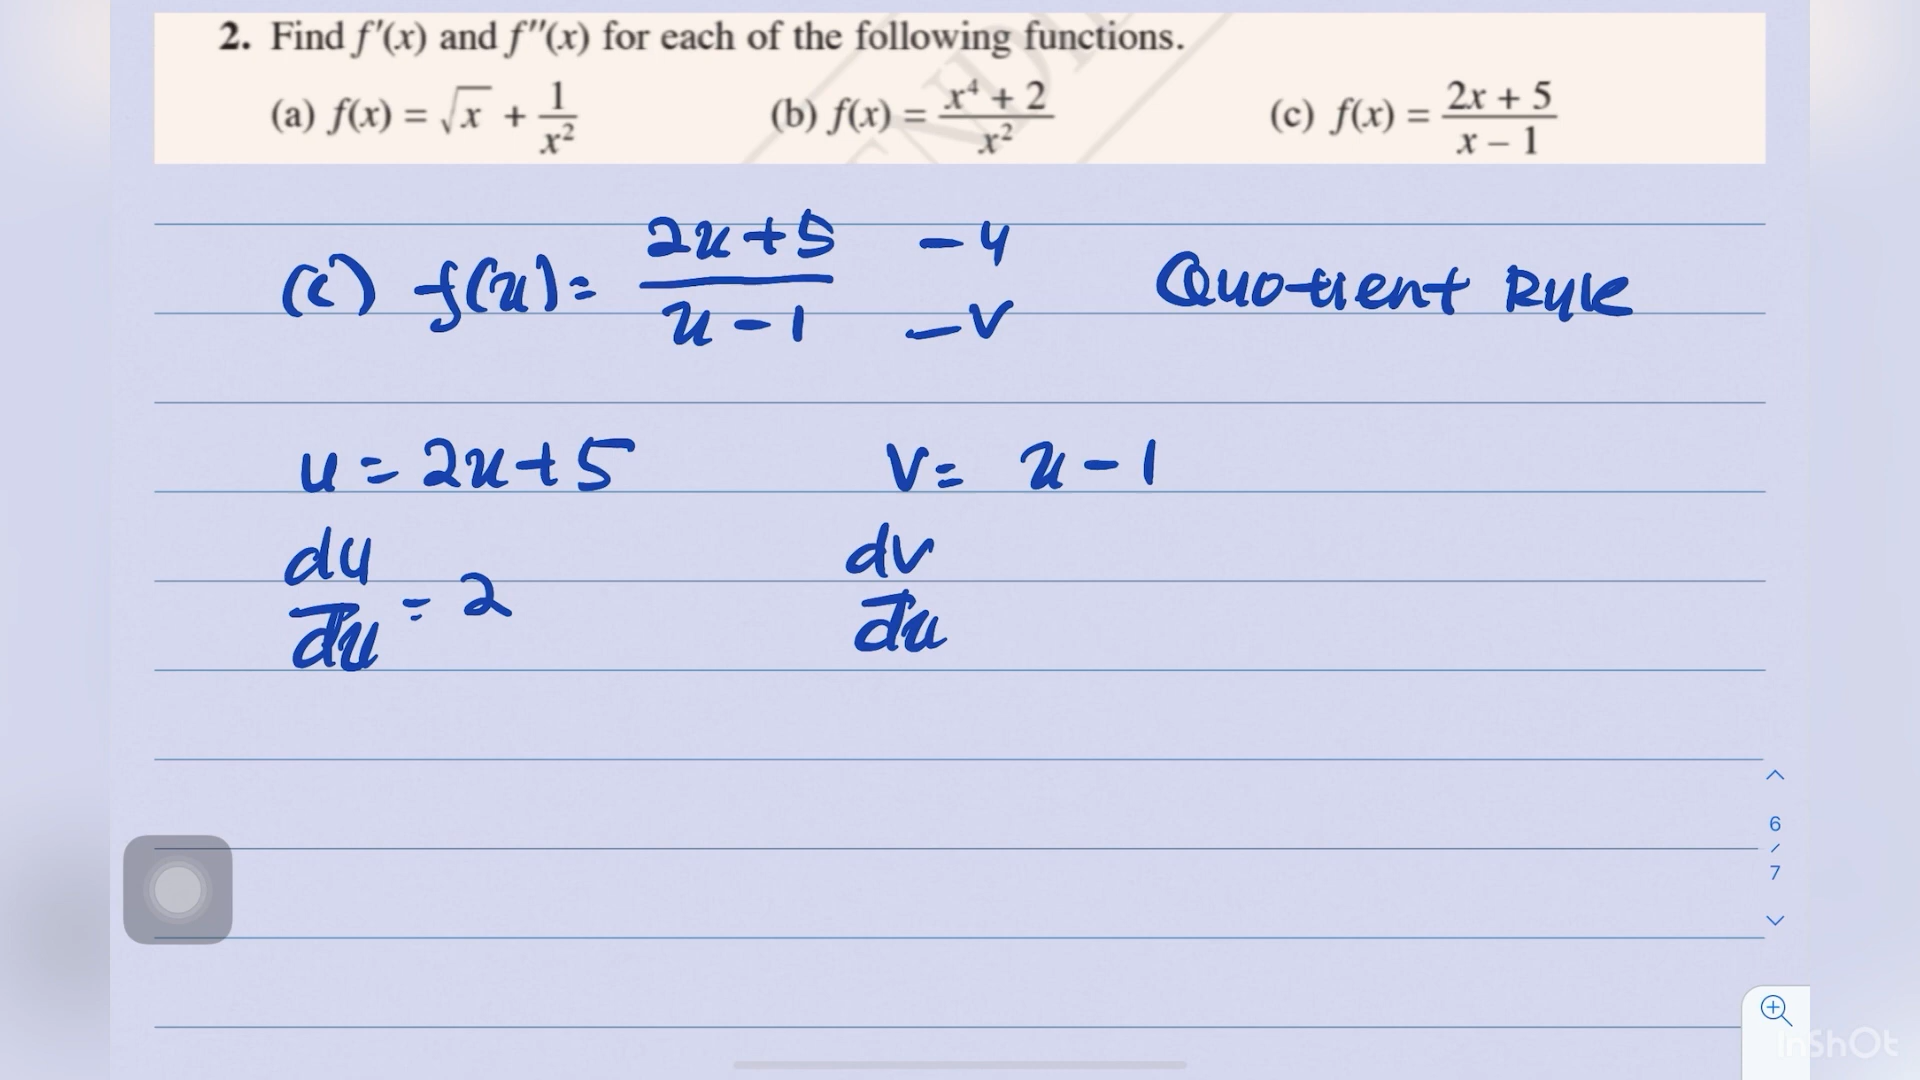 2. Find f'(x) and f''(x) for each of the following functions.
(a) f(x) = √x + 1/x² (b) f(x) = x⁴ + 2/x² (c) f(x) = 2x + 5/x – 1
(c) f(x) = 2x+5/x-1 -u -v Quotient Rule
u = 2x+5 v = x-1
du/dx = 2 dv/dx
6
/
7
InShOt